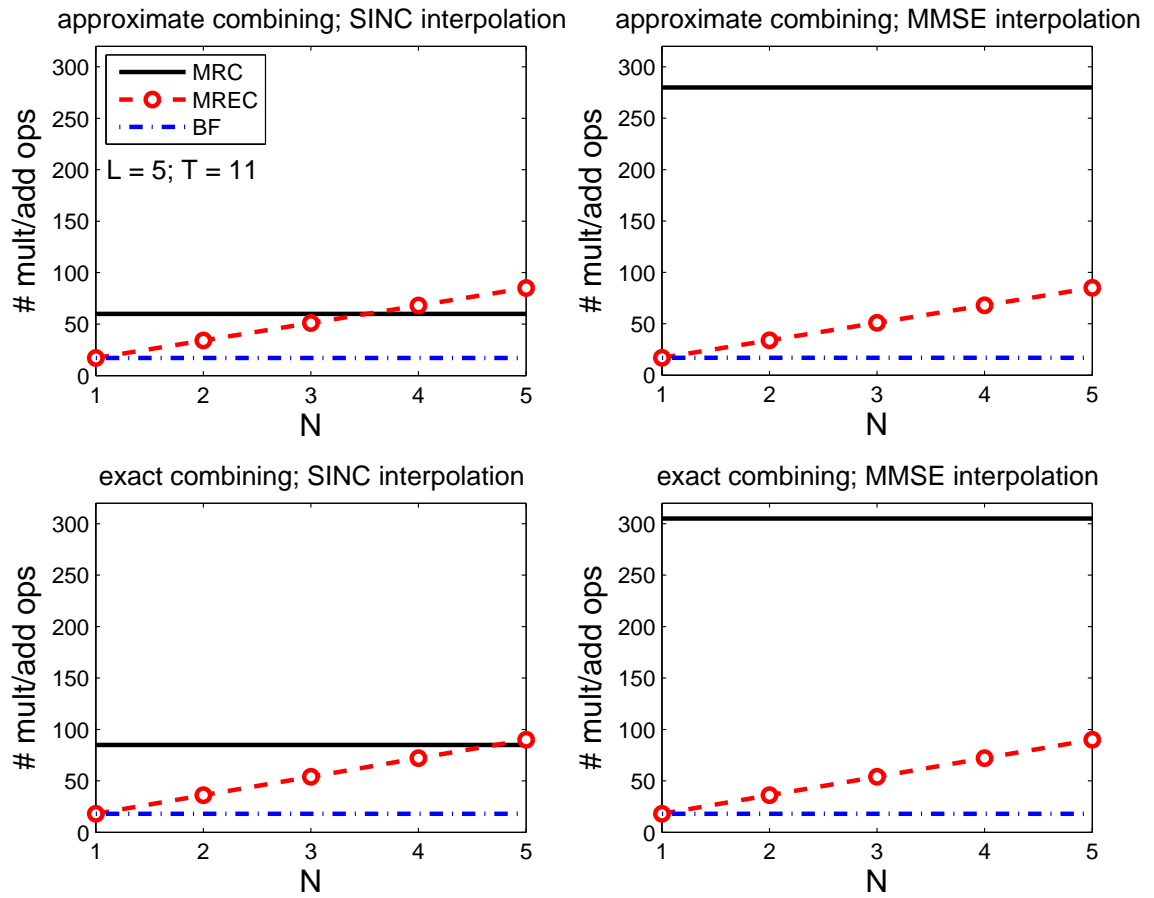 approximate combining; SINC interpolation
# mult/add ops
300
250
200
150
100
50
0
MRC
MREC
BF
L = 5; T = 11
1 2 3 4 5
N
approximate combining; MMSE interpolation
# mult/add ops
300
250
200
150
100
50
0
1 2 3 4 5
N
exact combining; SINC interpolation
# mult/add ops
300
250
200
150
100
50
0
1 2 3 4 5
N
exact combining; MMSE interpolation
# mult/add ops
300
250
200
150
100
50
0
1 2 3 4 5
N